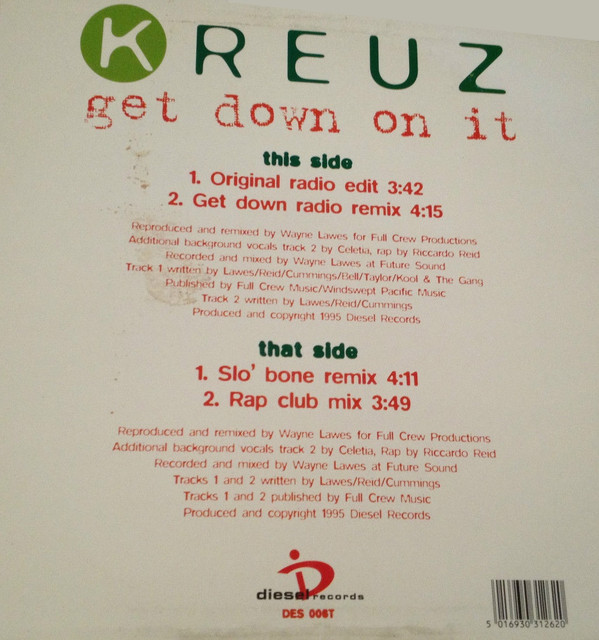 KREUZ
get down on it
this side
1. Original radio edit 3:42
2. Get down radio remix 4:15
Reproduced and remixed by Wayne Lawes for Full Crew Productions
Additional background vocals track 2 by Celetia, rap by Riccardo Reid
Recorded and mixed by Wayne Lawes at Future Sound
Track 1 written by Lawes/Reid/Cummings/Bell/Taylor/Kool & The Gang
Published by Full Crew Music/Windswept Pacific Music
Track 2 written by Lawes/Reid/Cummings
Produced and copyright 1995 Diesel Records
that side
1. Slo' bone remix 4:11
2. Rap club mix 3:49
Reproduced and remixed by Wayne Lawes for Full Crew Productions
Additional background vocals track 2 by Celetia, Rap by Riccardo Reid
Recorded and mixed by Wayne Lawes at Future Sound
Tracks 1 and 2 written by Lawes/Reid/Cummings
Tracks 1 and 2 published by Full Crew Music
Produced and copyright 1995 Diesel Records
diesel records
DES 006T
5 016930 312620